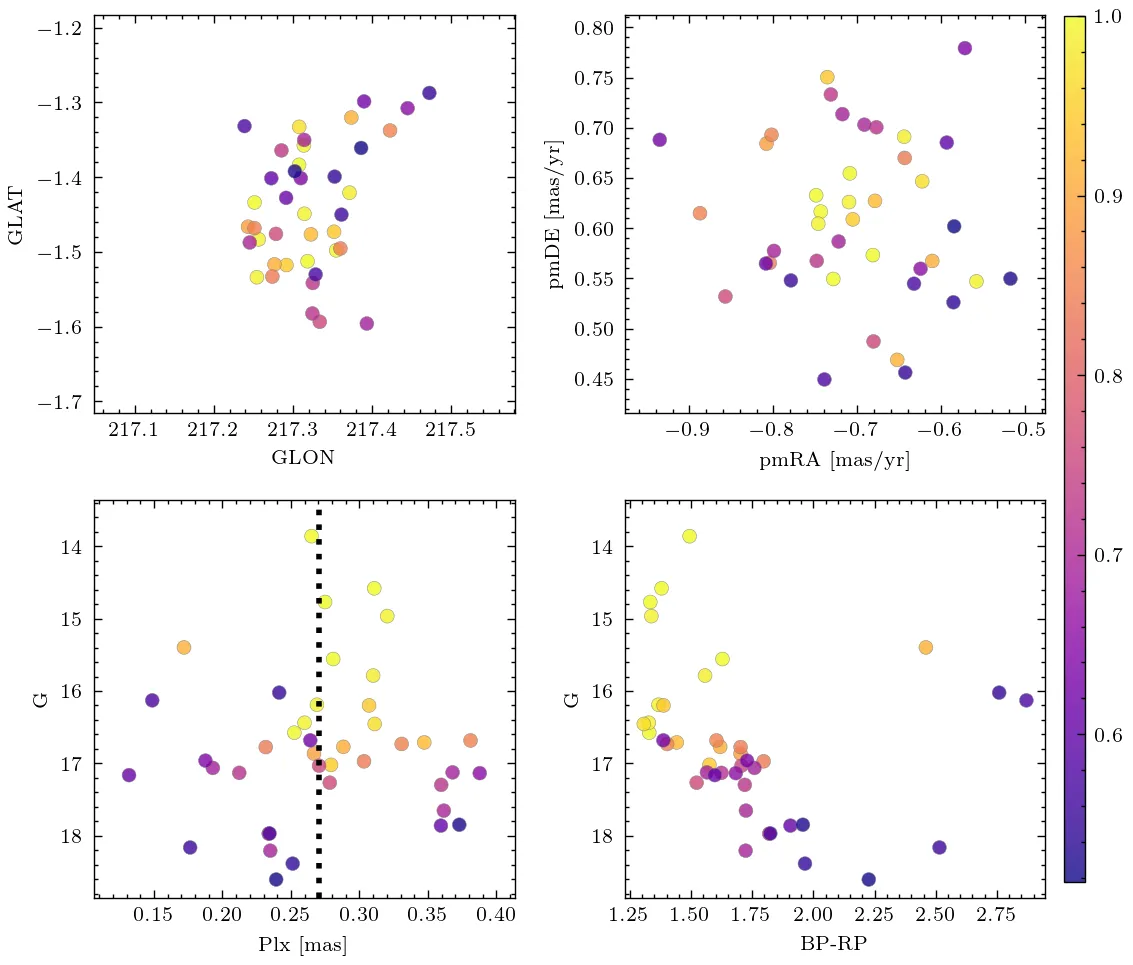 −1.2
−1.3
−1.4
−1.5
−1.6
−1.7
GLAT
217.1 217.2 217.3 217.4 217.5
GLON
0.80
0.75
0.70
0.65
0.60
0.55
0.50
0.45
pmDE [mas/yr]
−0.9 −0.8 −0.7 −0.6 −0.5
pmRA [mas/yr]
14
15
16
17
18
G
0.15 0.20 0.25 0.30 0.35 0.40
Plx [mas]
14
15
16
17
18
G
1.25 1.50 1.75 2.00 2.25 2.50 2.75
BP-RP
1.0
0.9
0.8
0.7
0.6